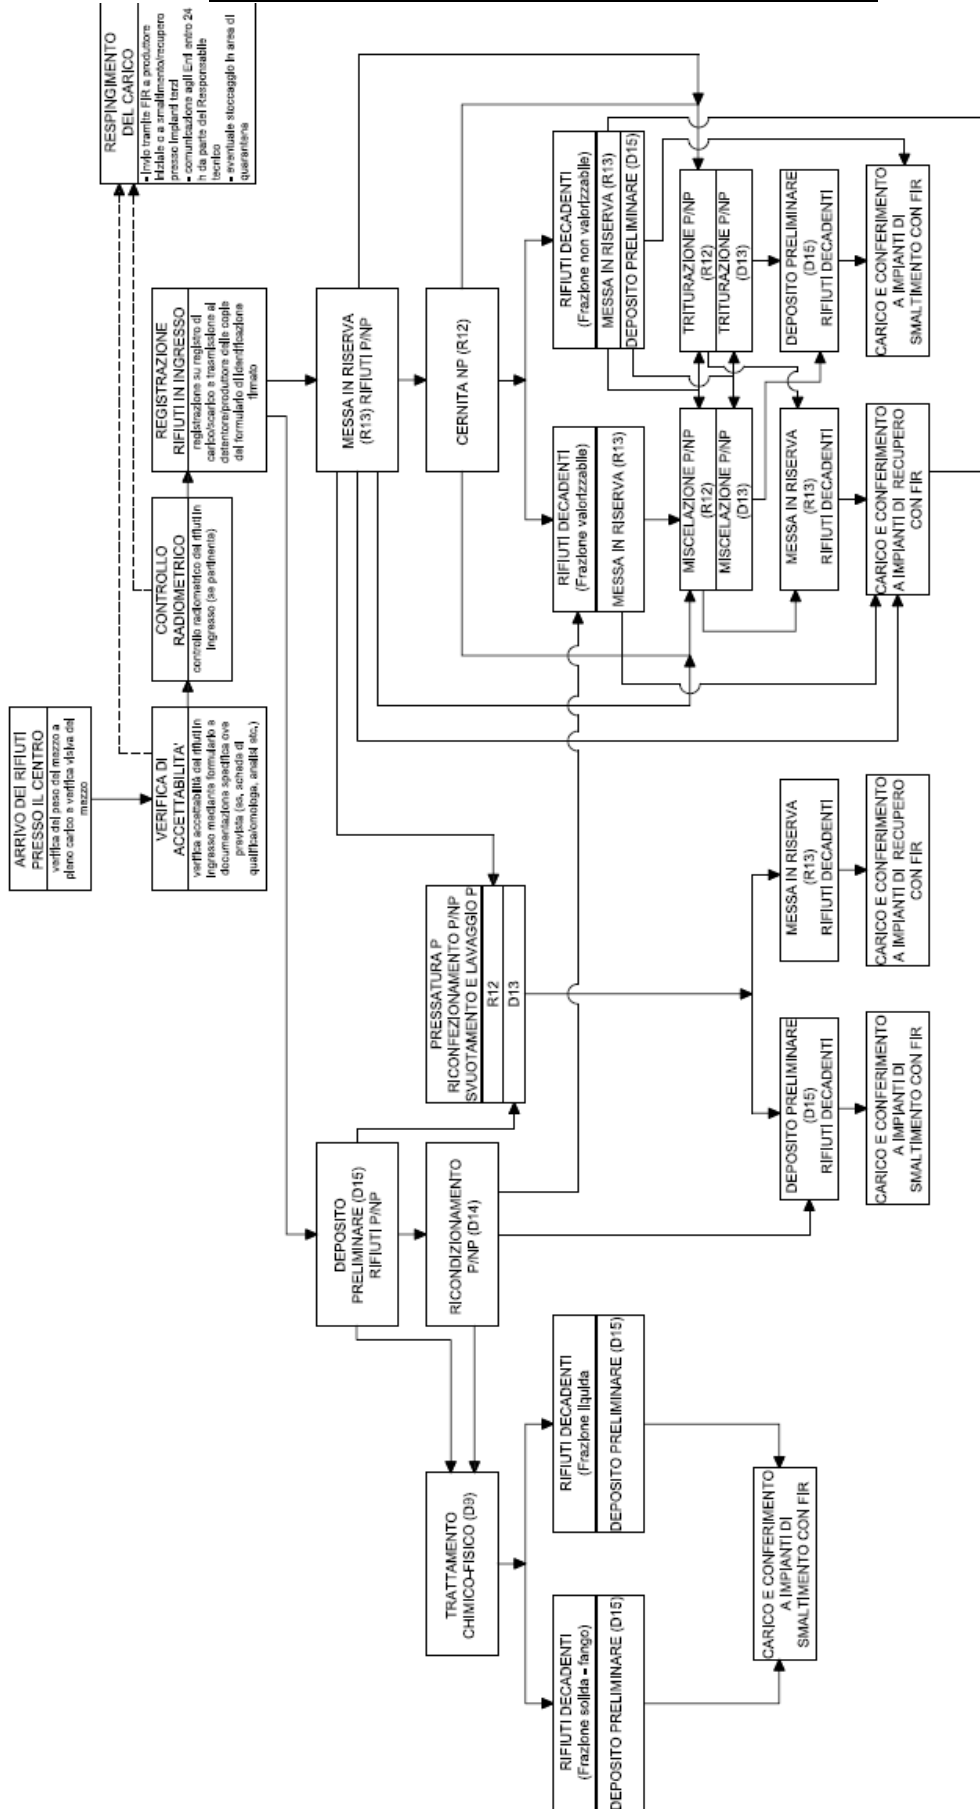 ARRIVO DEI RIFIUTI
PRESSO IL CENTRO
verifica del peso del mezzo a
pieno carico e verifica visiva del
mezzo
VERIFICA DI
ACCETTABILITA'
verifica accettabilità dei rifiuti in
ingresso mediante formulario e
documentazione specifica ove
prevista (es. scheda di
qualifica/omologa, analisi etc.)
CONTROLLO
RADIOMETRICO
controllo radiometrico dei rifiuti in
ingresso (se pertinente)
REGISTRAZIONE
RIFIUTI IN INGRESSO
registrazione su registro di
carico/scarico e trasmissione al
detentore/produttore delle copie
del formulario di identificazione
firmato
RESPINGIMENTO
DEL CARICO
- invio tramite FIR a produttore
iniziale o a smaltimento/recupero
presso impianti terzi
- comunicazione agli Enti entro 24
h da parte del Responsabile
tecnico
- eventuale stoccaggio in area di
quarantena
DEPOSITO
PRELIMINARE (D15)
RIFIUTI P/NP
MESSA IN RISERVA
(R13) RIFIUTI P/NP
TRATTAMENTO
CHIMICO-FISICO (D9)
RICONDIZIONAMENTO
P/NP (D14)
PRESSATURA P
RICONFEZIONAMENTO P/NP
SVUOTAMENTO E LAVAGGIO P
R12
D13
CERNITA NP (R12)
RIFIUTI DECADENTI
(Frazione solida - fango)
DEPOSITO PRELIMINARE (D15)
RIFIUTI DECADENTI
(Frazione liquida
DEPOSITO PRELIMINARE (D15)
RIFIUTI DECADENTI
(Frazione valorizzabile)
MESSA IN RISERVA (R13)
RIFIUTI DECADENTI
(Frazione non valorizzabile)
MESSA IN RISERVA (R13)
DEPOSITO PRELIMINARE (D15)
MISCELAZIONE P/NP
(R12)
MISCELAZIONE P/NP
(D13)
TRITURAZIONE P/NP
(R12)
TRITURAZIONE P/NP
(D13)
CARICO E CONFERIMENTO
A IMPIANTI DI
SMALTIMENTO CON FIR
DEPOSITO PRELIMINARE
(D15)
RIFIUTI DECADENTI
MESSA IN RISERVA
(R13)
RIFIUTI DECADENTI
MESSA IN RISERVA
(R13)
RIFIUTI DECADENTI
DEPOSITO PRELIMINARE
(D15)
RIFIUTI DECADENTI
CARICO E CONFERIMENTO
A IMPIANTI DI
SMALTIMENTO CON FIR
CARICO E CONFERIMENTO
A IMPIANTI DI RECUPERO
CON FIR
CARICO E CONFERIMENTO
A IMPIANTI DI RECUPERO
CON FIR
CARICO E CONFERIMENTO
A IMPIANTI DI
SMALTIMENTO CON FIR